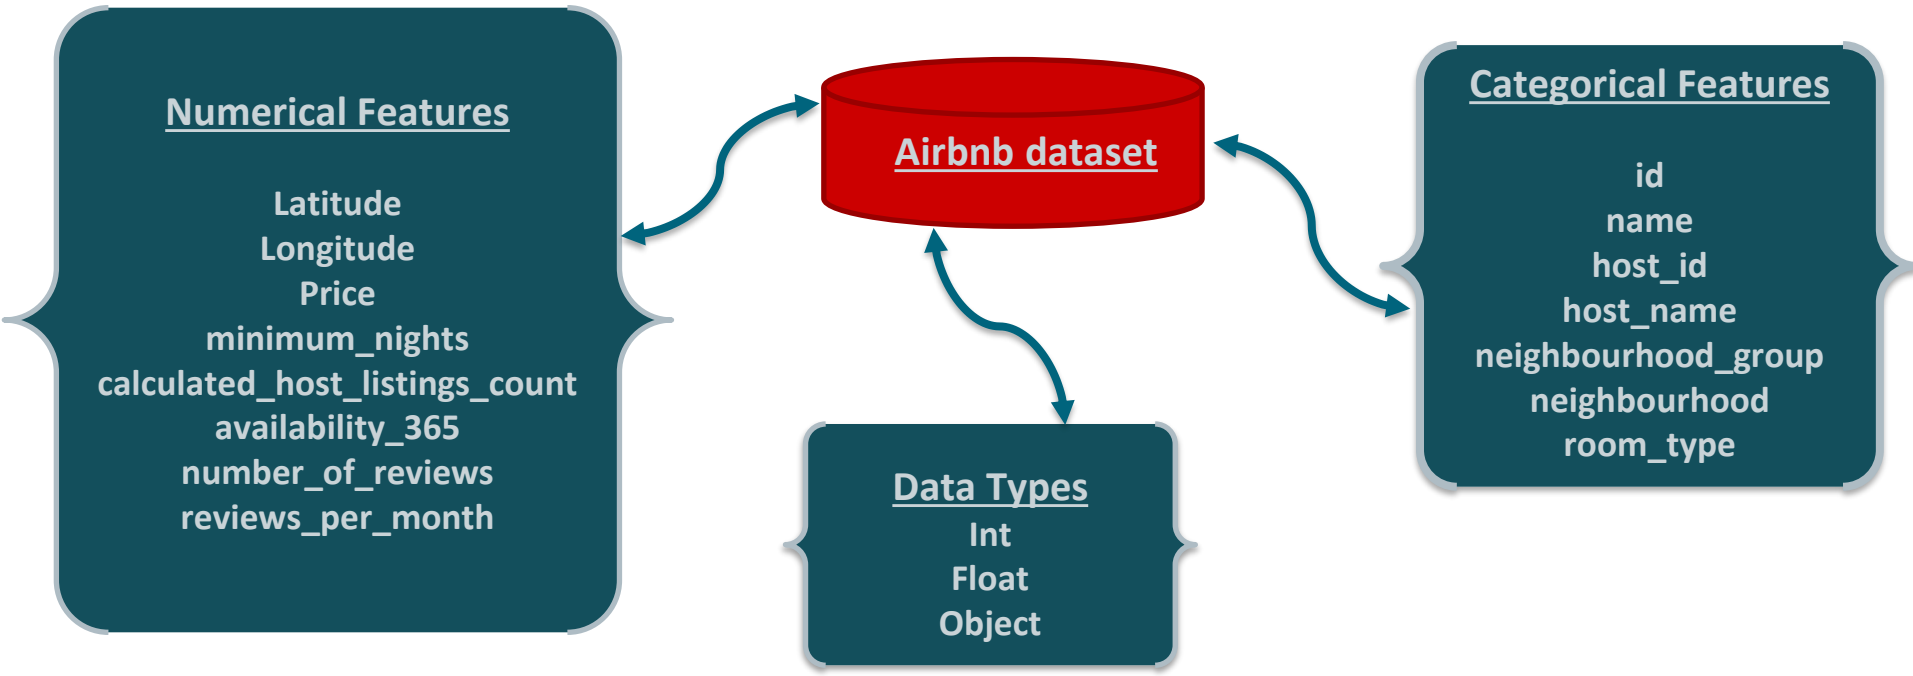 Numerical Features
Latitude
Longitude
Price
minimum_nights
calculated_host_listings_count
availability_365
number_of_reviews
reviews_per_month
Airbnb dataset
Data Types
Int
Float
Object
Categorical Features
id
name
host_id
host_name
neighbourhood_group
neighbourhood
room_type